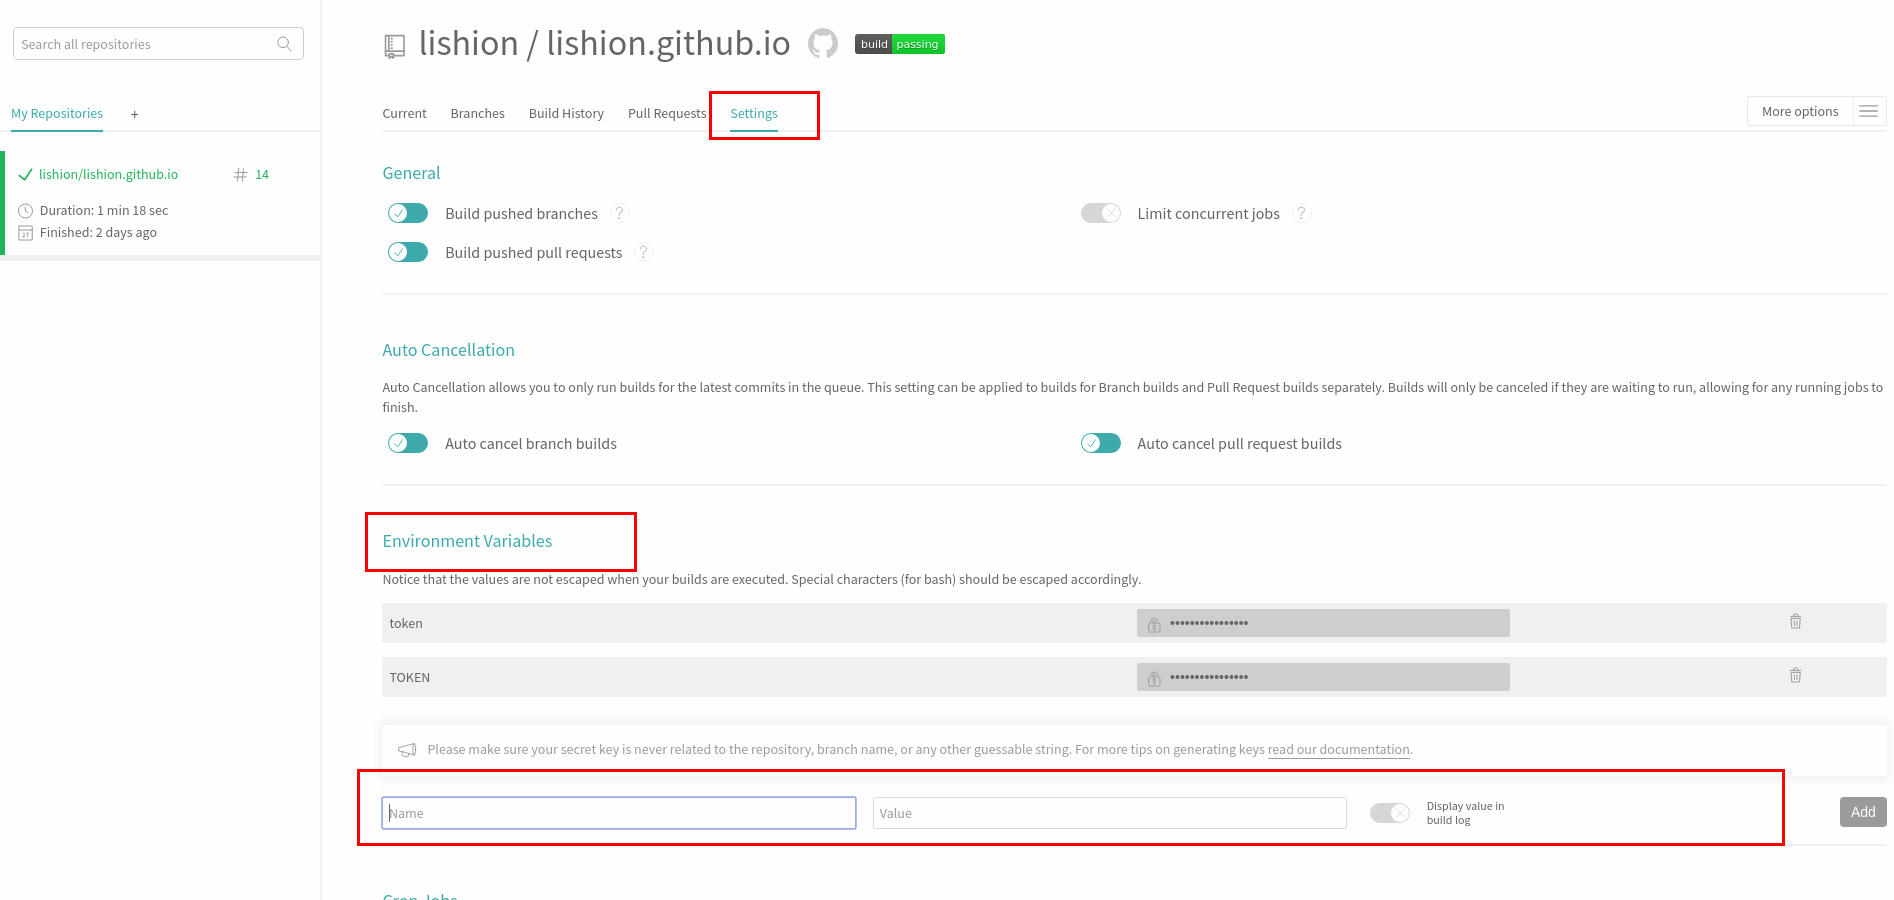 Search all repositories
My Repositories +
lishion/lishion.github.io # 14
Duration: 1 min 18 sec
27
Finished: 2 days ago
lishion / lishion.github.io build passing
Current Branches Build History Pull Requests Settings More options
General
Build pushed branches ? Limit concurrent jobs ?
Build pushed pull requests ?
Auto Cancellation
Auto Cancellation allows you to only run builds for the latest commits in the queue. This setting can be applied to builds for Branch builds and Pull Request builds separately. Builds will only be canceled if they are waiting to run, allowing for any running jobs to
finish.
Auto cancel branch builds Auto cancel pull request builds
Environment Variables
Notice that the values are not escaped when your builds are executed. Special characters (for bash) should be escaped accordingly.
token ••••••••••••••••
TOKEN ••••••••••••••••
Please make sure your secret key is never related to the repository, branch name, or any other guessable string. For more tips on generating keys read our documentation.
Name Value Display value in
build log Add
Cron Jobs